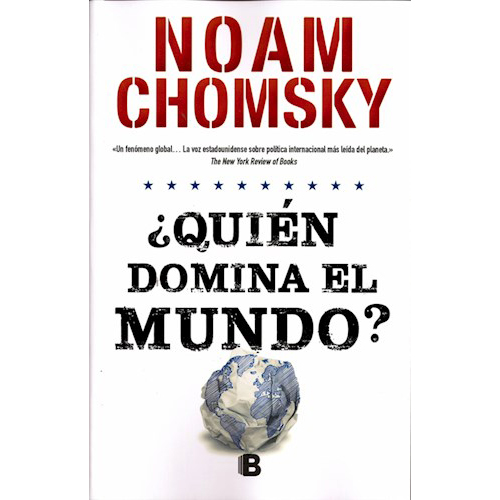 NOAM
CHOMSKY
«Un fenómeno global... La voz estadounidense sobre política internacional más leída del planeta.»
The New York Review of Books
¿QUIÉN
DOMINA EL
MUNDO?
B